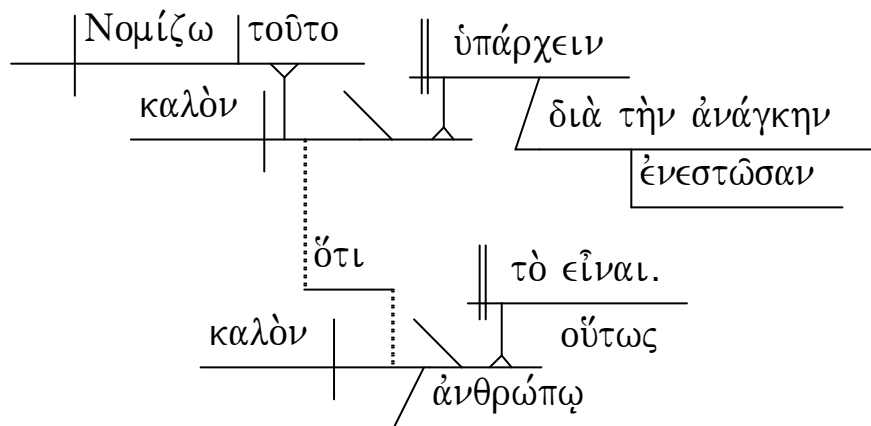 Νομίζω τοῦτο ὑπάρχειν
καλὸν διὰ τὴν ἀνάγκην
ἐνεστῶσαν
ὅτι τὸ εἶναι.
καλὸν οὕτως
ἀνθρώπῳ